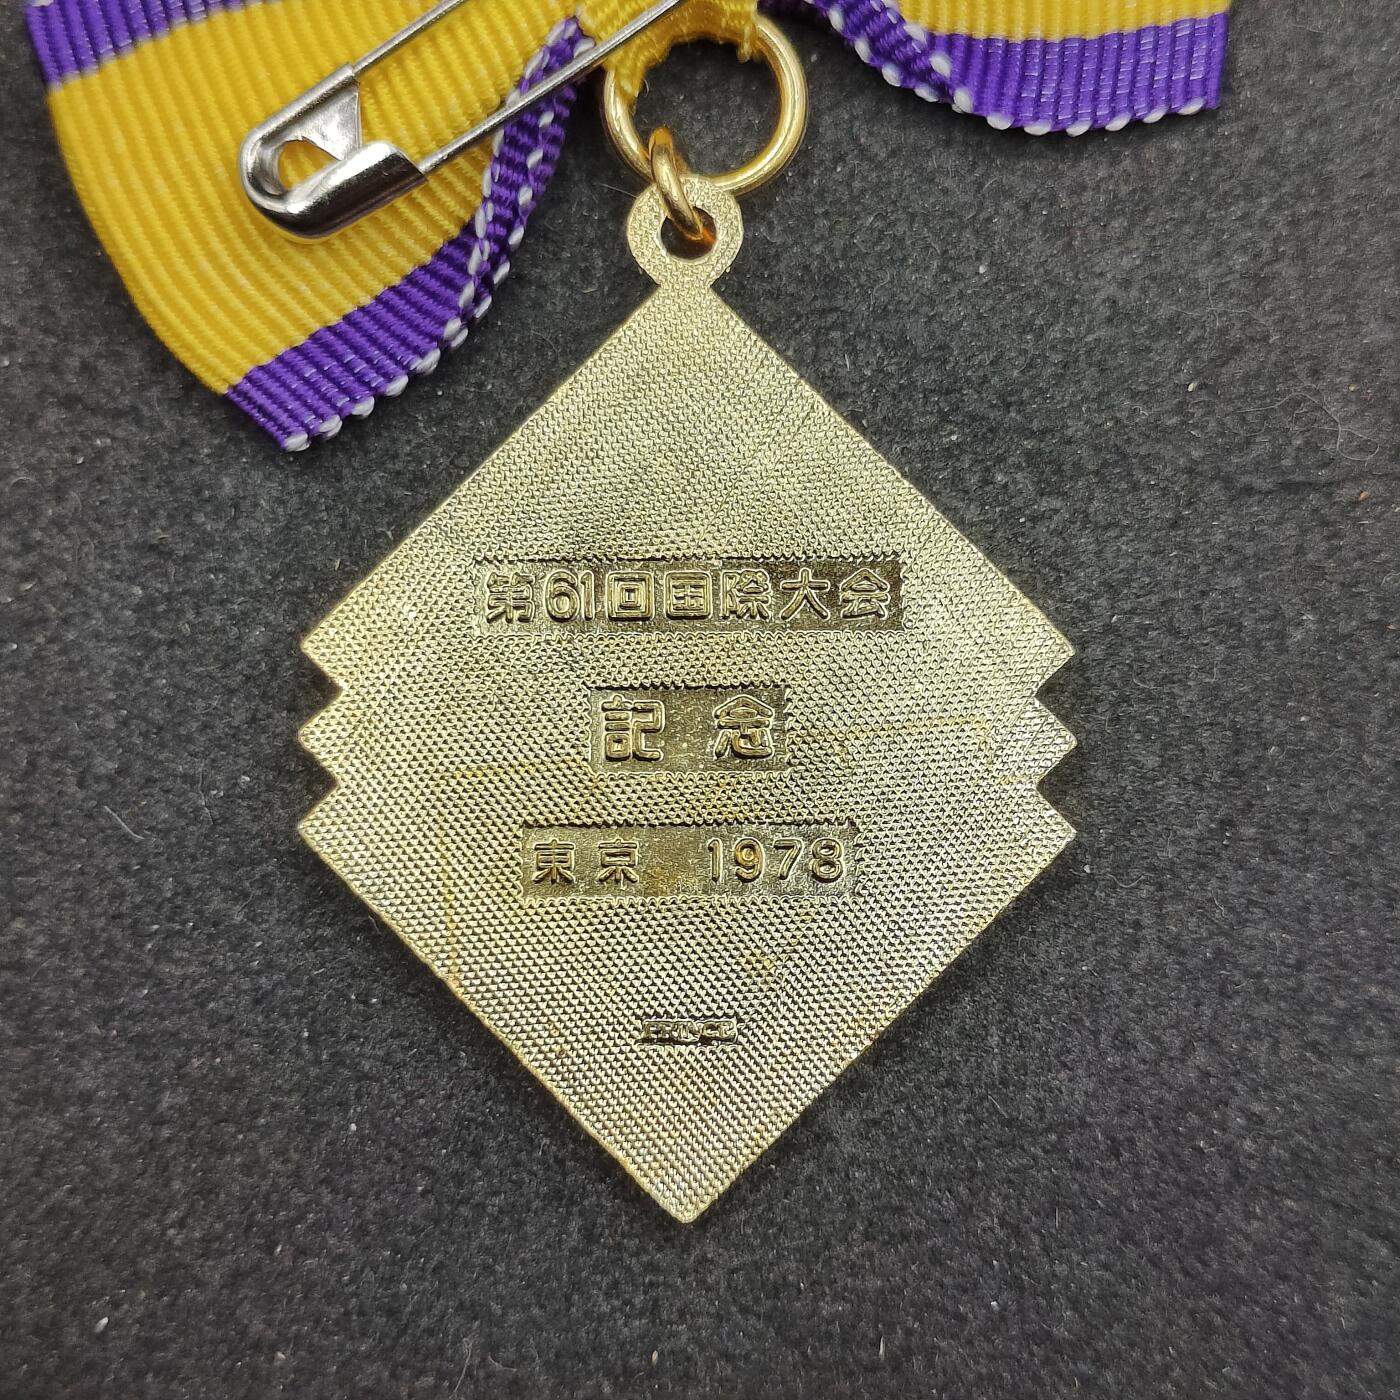 第61回国際大会
記念
東京 1978